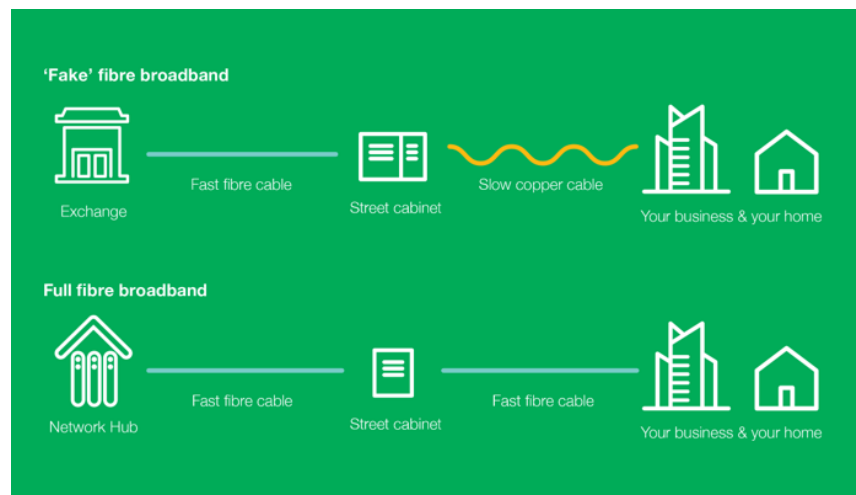 ‘Fake’ fibre broadband
Fast fibre cable
Slow copper cable
Exchange
Street cabinet
Your business & your home
Full fibre broadband
Fast fibre cable
Fast fibre cable
Network Hub
Street cabinet
Your business & your home